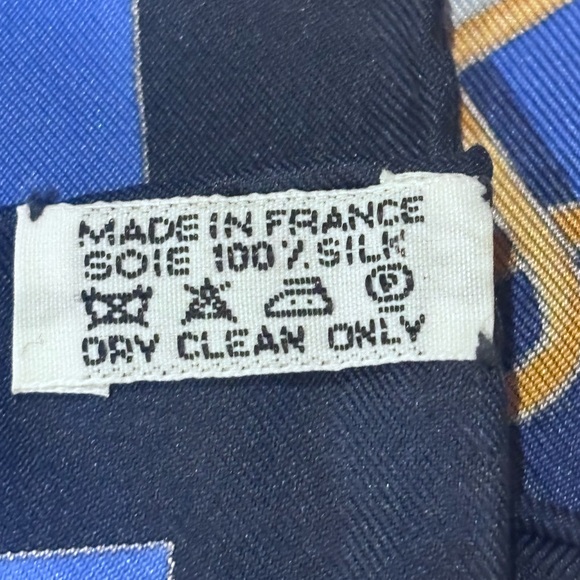 MADE IN FRANCE
SOIE 100% SILK
DRY CLEAN ONLY